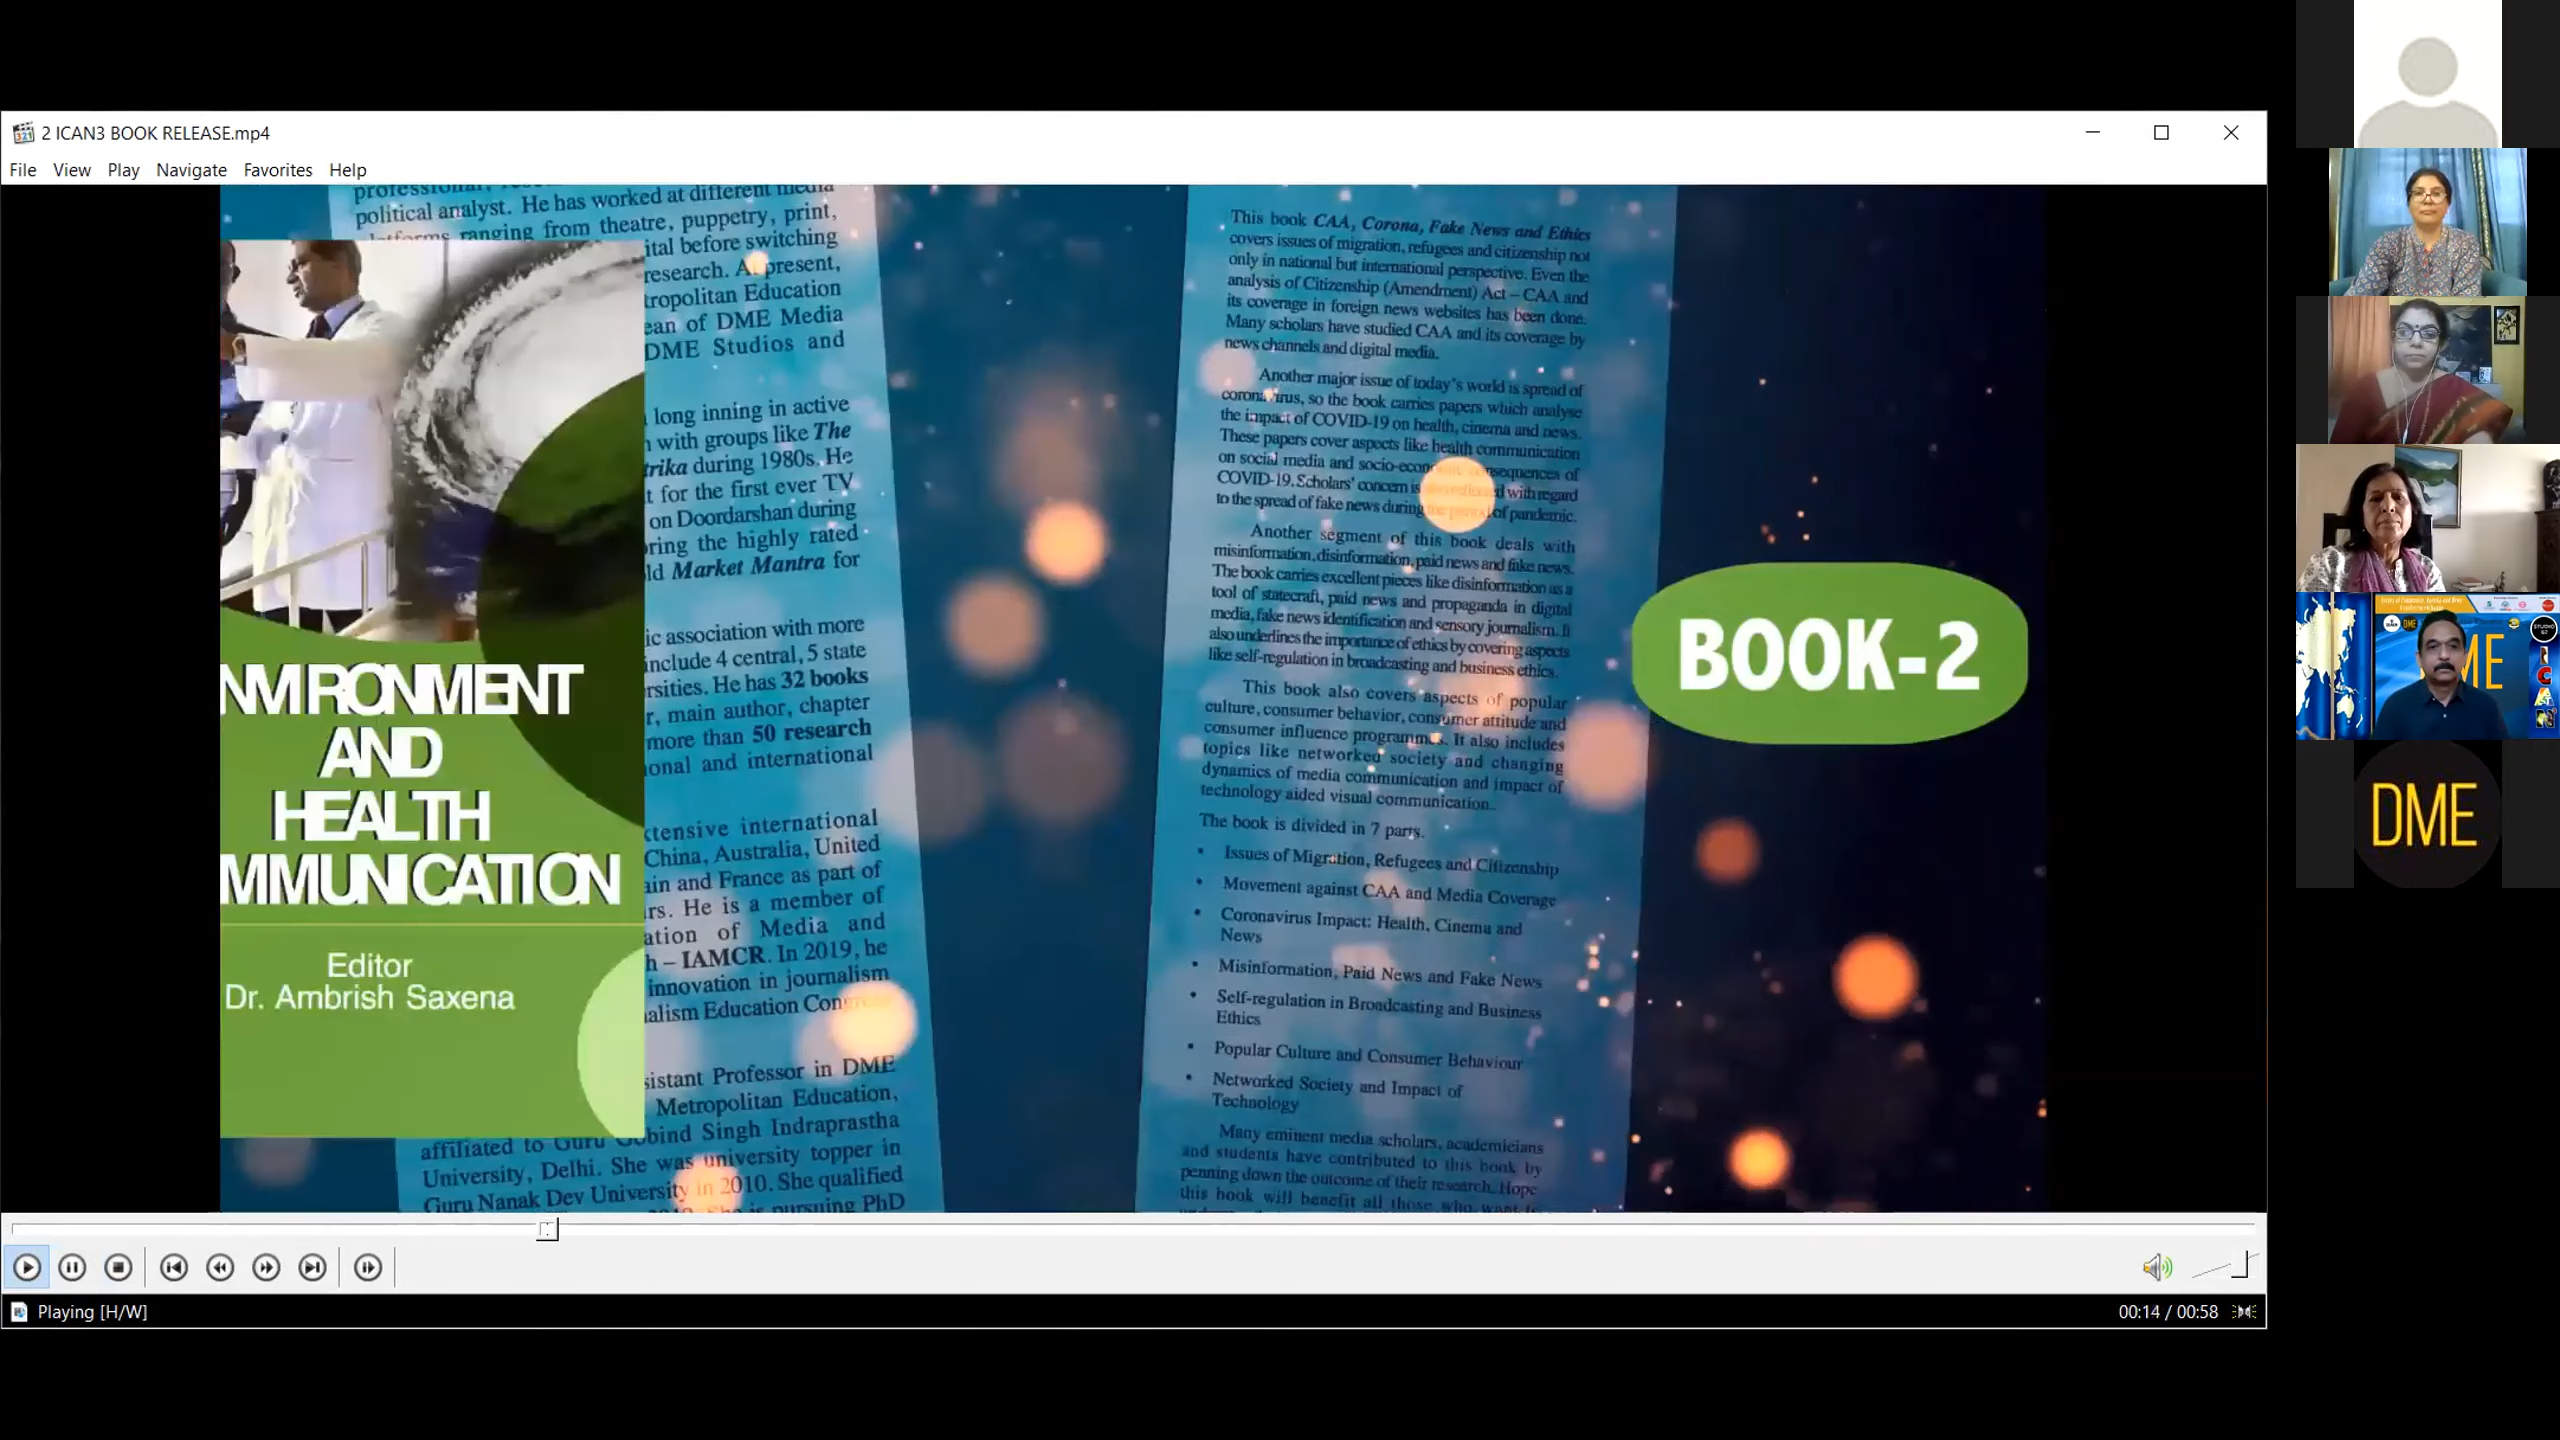 2 ICAN3 BOOK RELEASE.mp4
File View Play Navigate Favorites Help
political analyst. He has worked at different media
ranging from theatre, puppetry, print,
ital before switching
research. A present,
tropolitan Education
ean of DME Media
DME Studios and
long inning in active
with groups like The
trika during 1980s. He
t for the first ever TV
on Doordarshan during
ring the highly rated
ld Market Mantra for
ic association with more
include 4 central, 5 state
rsities. He has 32 books
r, main author, chapter
more than 50 research
ional and international
xtensive international
China, Australia, United
ain and France as part of
rs. He is a member of
ation of Media and
h – IAMCR. In 2019, he
innovation in journalism
alism Education
sistant Professor in DME
Metropolitan Education,
affiliated to Guru Gobind Singh Indraprastha
University, Delhi. She was university topper in
Guru Nanak Dev University in 2010. She qualified
She is pursuing PhD
NVIRONMENT
AND
HEALTH
MMUNICATION
Editor
Dr. Ambrish Saxena
This book CAA, Corona, Fake News and Ethics
covers issues of migration, refugees and citizenship not
only in national but international perspective. Even the
analysis of Citizenship (Amendment) Act – CAA and
its coverage in foreign news websites has been done.
Many scholars have studied CAA and its coverage by
news channels and digital media.
Another major issue of today's world is spread of
coronavirus, so the book carries papers which analyse
the impact of COVID-19 on health, cinema and news.
These papers cover aspects like health communication
on social media and socio-economic consequences of
COVID-19. Scholars' concern is with regard
to the spread of fake news during the period of pandemic.
Another segment of this book deals with
misinformation, disinformation, paid news and fake news.
The book carries excellent pieces like disinformation as a
tool of statecraft, paid news and propaganda in digital
media, fake news identification and sensory journalism. It
also underlines the importance of ethics by covering aspects
like self-regulation in broadcasting and business ethics.
This book also covers aspects of popular
culture, consumer behavior, consumer attitude and
consumer influence programmes. It also includes
topics like networked society and changing
dynamics of media communication and impact of
technology aided visual communication.
The book is divided in 7 parts.
• Issues of Migration, Refugees and Citizenship
• Movement against CAA and Media Coverage
• Coronavirus Impact: Health, Cinema and
News
• Misinformation, Paid News and Fake News
• Self-regulation in Broadcasting and Business
Ethics
• Popular Culture and Consumer Behaviour
• Networked Society and Impact of
Technology
Many eminent media scholars, academicians
and students have contributed to this book by
penning down the outcome of their research. Hope
this book will benefit all those who want to
BOOK-2
DME
Playing [H/W]
00:14 / 00:58